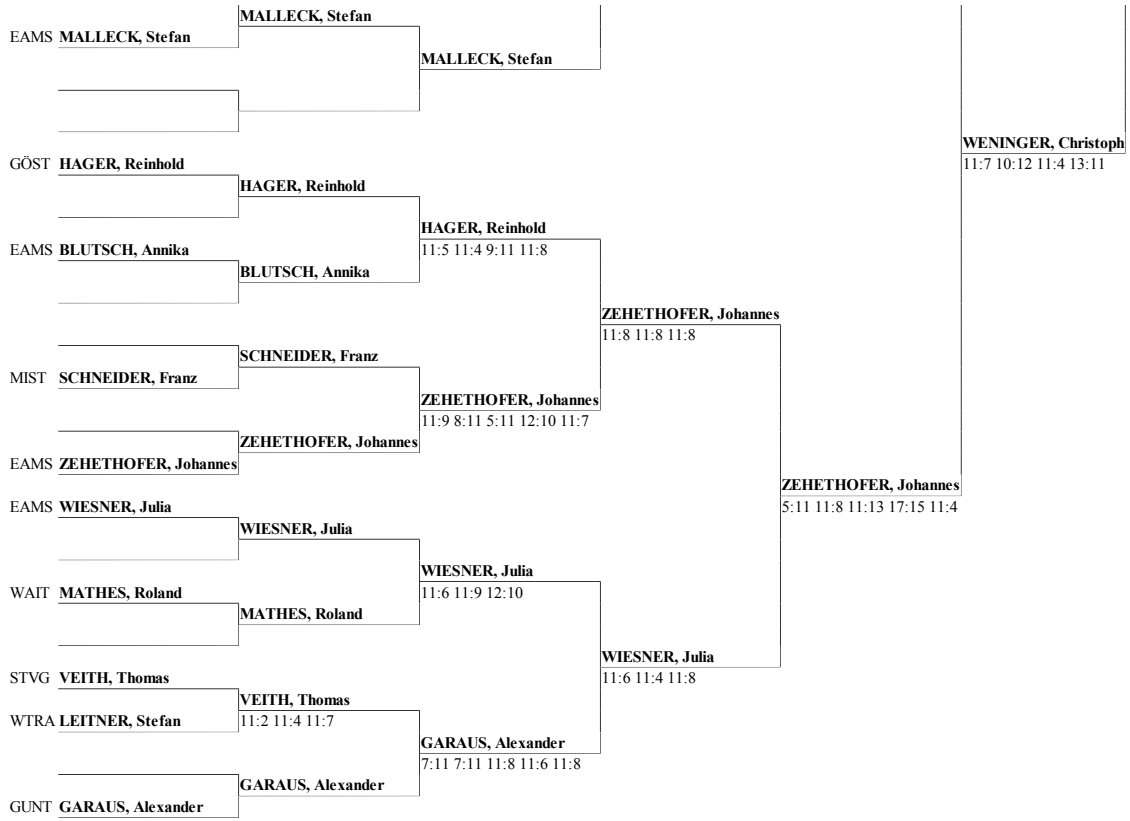 MALLECK, Stefan
EAMS MALLECK, Stefan
MALLECK, Stefan
WENINGER, Christoph
11:7 10:12 11:4 13:11
GÖST HAGER, Reinhold
HAGER, Reinhold
HAGER, Reinhold
11:5 11:4 9:11 11:8
EAMS BLUTSCH, Annika
BLUTSCH, Annika
ZEHETHOFER, Johannes
11:8 11:8 11:8
SCHNEIDER, Franz
MIST SCHNEIDER, Franz
ZEHETHOFER, Johannes
11:9 8:11 5:11 12:10 11:7
ZEHETHOFER, Johannes
EAMS ZEHETHOFER, Johannes
ZEHETHOFER, Johannes
5:11 11:8 11:13 17:15 11:4
EAMS WIESNER, Julia
WIESNER, Julia
WIESNER, Julia
11:6 11:9 12:10
WAIT MATHES, Roland
MATHES, Roland
WIESNER, Julia
11:6 11:4 11:8
STVG VEITH, Thomas
VEITH, Thomas
11:2 11:4 11:7
WTRA LEITNER, Stefan
GARAUS, Alexander
7:11 7:11 11:8 11:6 11:8
GARAUS, Alexander
GUNT GARAUS, Alexander